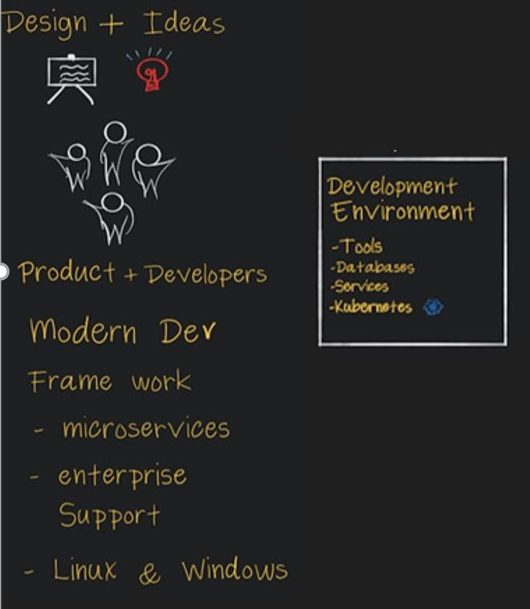 Design + Ideas
Product + Developers
Modern Dev
Frame work
- microservices
- enterprise
Support
- Linux & Windows
Development
Environment
-Tools
-Databases
-Services
-Kubernetes